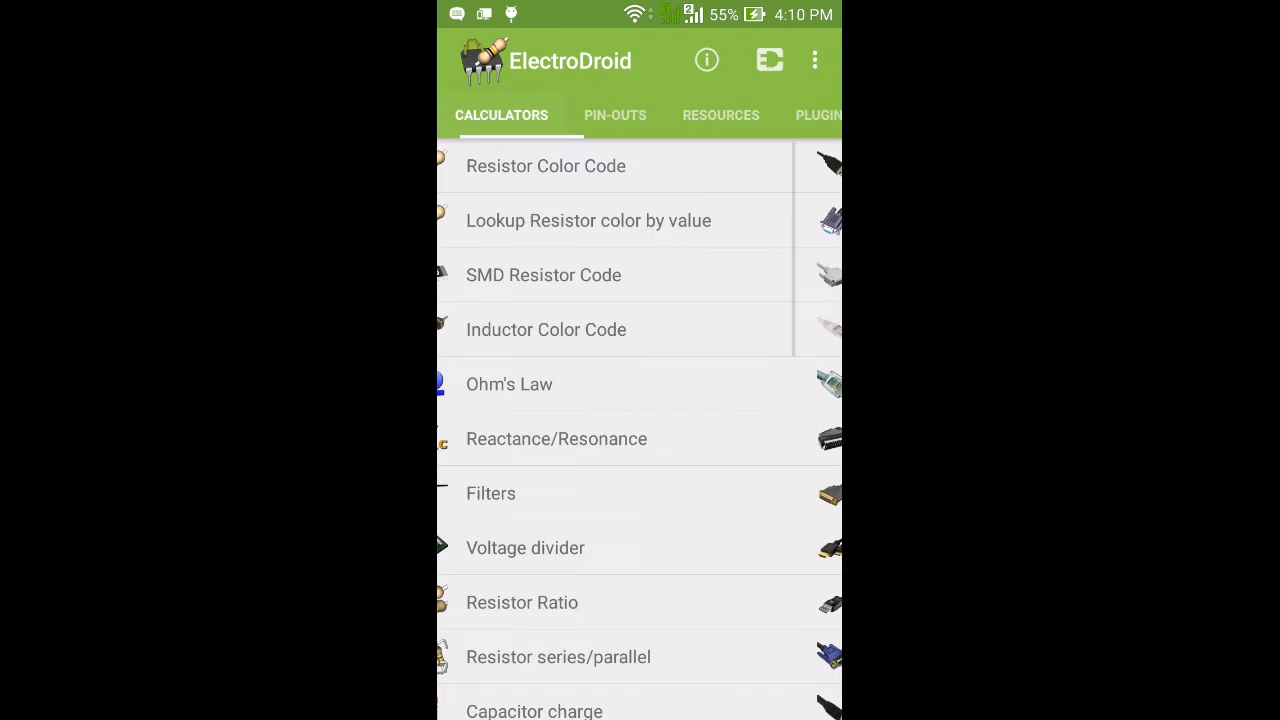 1 2 55% 4:10 PM
ElectroDroid
CALCULATORS PIN-OUTS RESOURCES PLUGIN
Resistor Color Code
Lookup Resistor color by value
SMD Resistor Code
Inductor Color Code
Ohm's Law
Reactance/Resonance
Filters
Voltage divider
Resistor Ratio
Resistor series/parallel
Capacitor charge